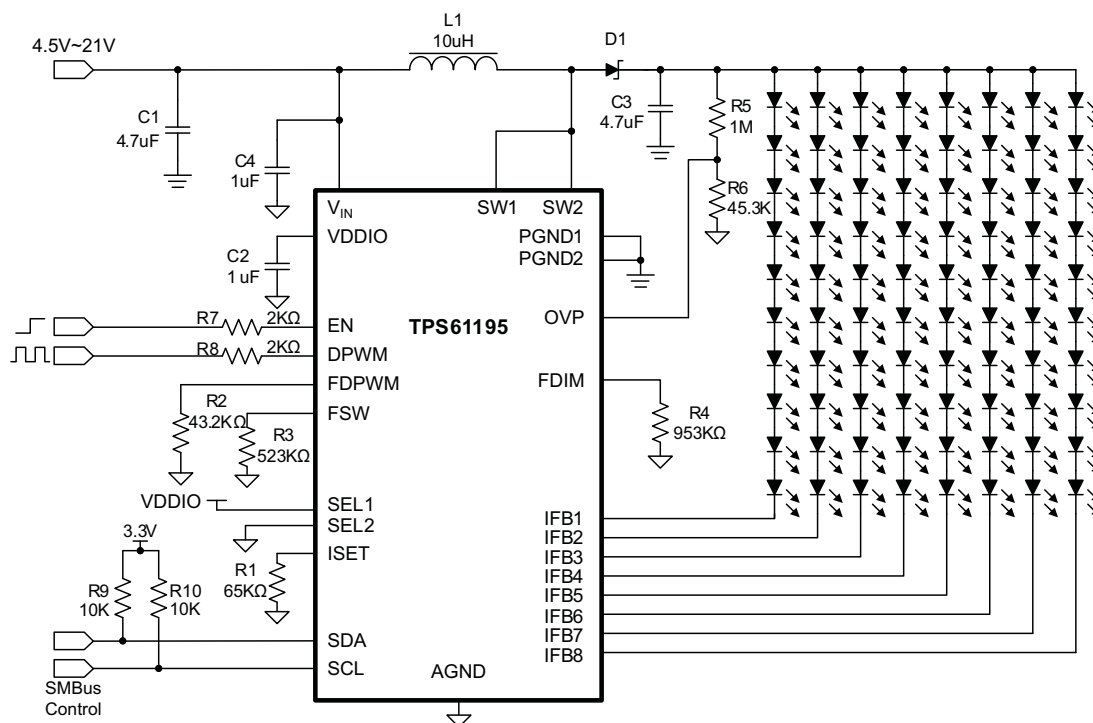 4.5V~21V
L1
10uH
D1
C1
4.7uF
C4
1uF
C3
4.7uF
R5
1M
R6
45.3K
VIN
SW1
SW2
VDDIO
PGND1
PGND2
C2
1uF
R7
2KΩ
EN
TPS61195
OVP
R8
2KΩ
DPWM
FDPWM
FDIM
R2
43.2KΩ
FSW
R3
523KΩ
R4
953KΩ
VDDIO
SEL1
SEL2
ISET
3.3V
R1
65KΩ
R9
10K
R10
10K
IFB1
IFB2
IFB3
IFB4
IFB5
IFB6
IFB7
IFB8
SDA
SCL
AGND
SMBus
Control